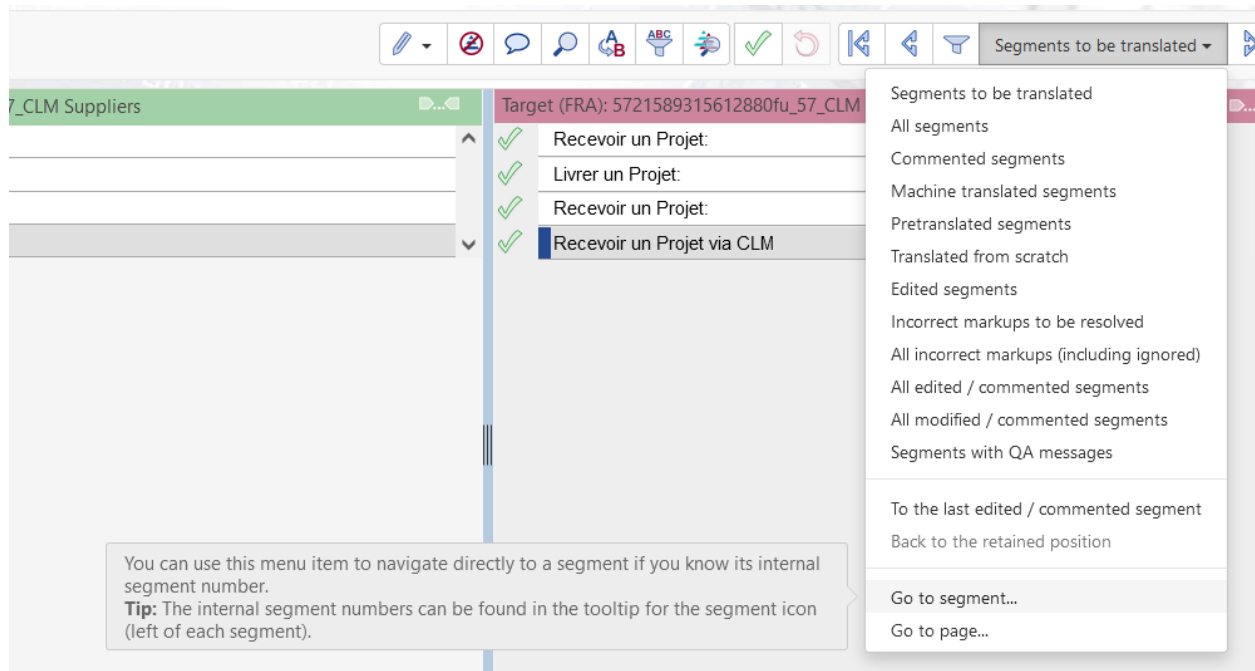 ABC
Segments to be translated
7_CLM Suppliers
Target (FRA): 5721589315612880fu_57_CLM
Recevoir un Projet:
Livrer un Projet:
Recevoir un Projet:
Recevoir un Projet via CLM
Segments to be translated
All segments
Commented segments
Machine translated segments
Pretranslated segments
Translated from scratch
Edited segments
Incorrect markups to be resolved
All incorrect markups (including ignored)
All edited / commented segments
All modified / commented segments
Segments with QA messages
To the last edited / commented segment
Back to the retained position
Go to segment...
Go to page...
You can use this menu item to navigate directly to a segment if you know its internal
segment number.
Tip: The internal segment numbers can be found in the tooltip for the segment icon
(left of each segment).